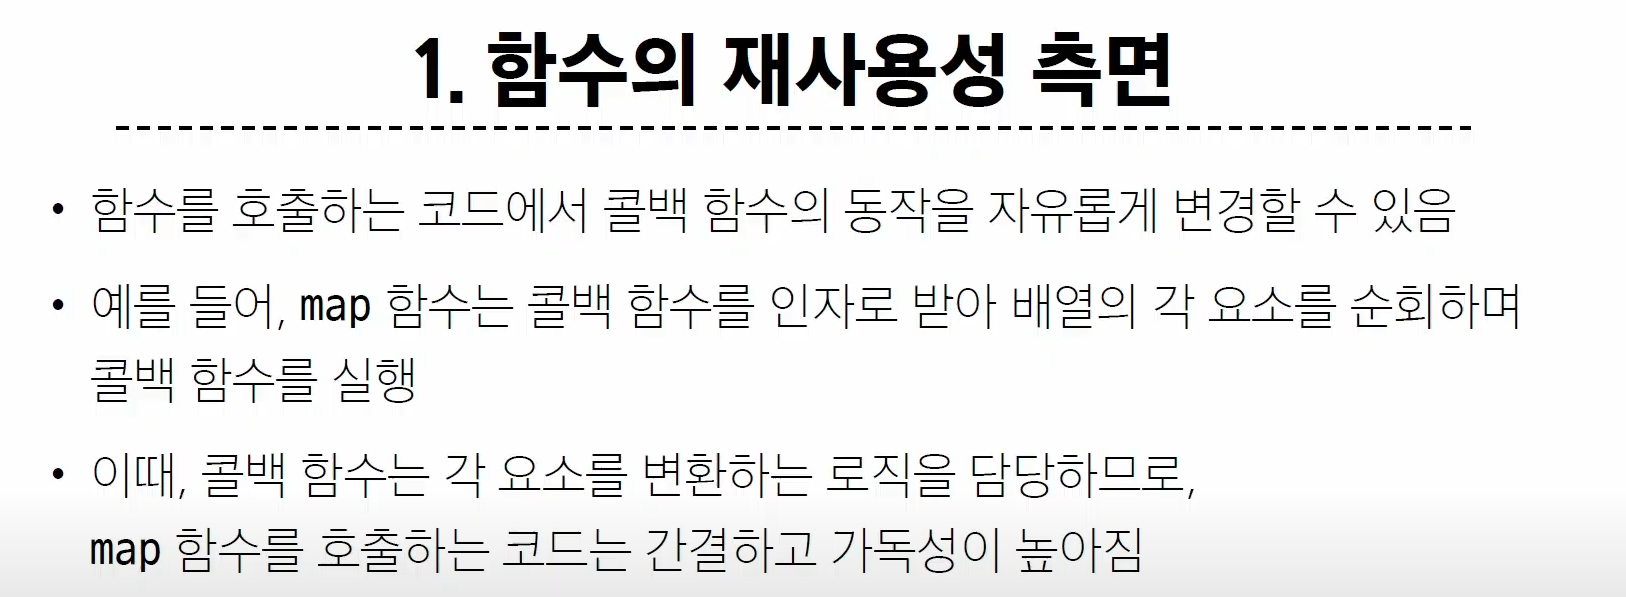 1. 함수의 재사용성 측면
• 함수를 호출하는 코드에서 콜백 함수의 동작을 자유롭게 변경할 수 있음
• 예를 들어, map 함수는 콜백 함수를 인자로 받아 배열의 각 요소를 순회하며
콜백 함수를 실행
• 이때, 콜백 함수는 각 요소를 변환하는 로직을 담당하므로,
map 함수를 호출하는 코드는 간결하고 가독성이 높아짐